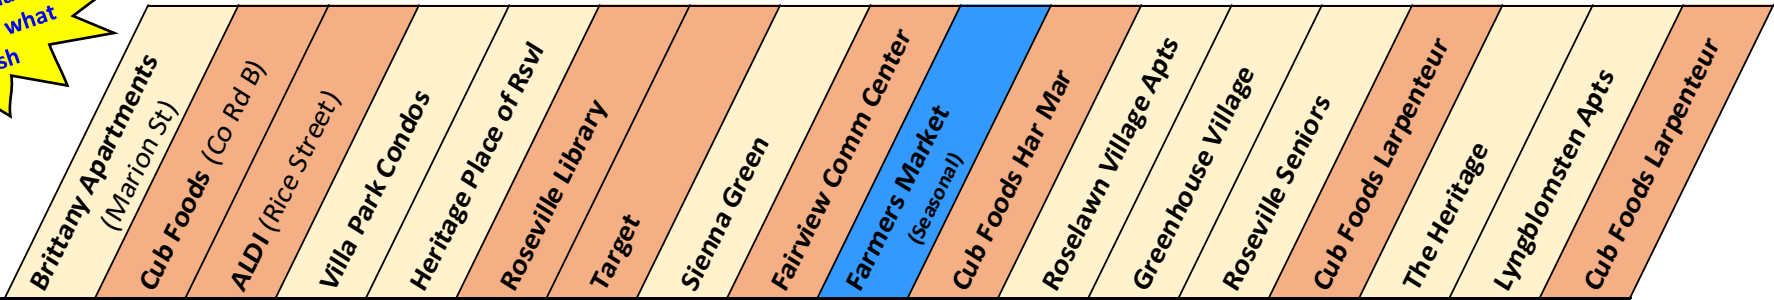 what
sh
Brittany Apartments
(Marion St)
Cub Foods (Co Rd B)
ALDI (Rice Street)
Villa Park Condos
Heritage Place of Rsvl
Roseville Library
Target
Sienna Green
Fairview Comm Center
Farmers Market
(Seasonal)
Cub Foods Har Mar
Roselawn Village Apts
Greenhouse Village
Roseville Seniors
Cub Foods Larpenteur
The Heritage
Lyngblomsten Apts
Cub Foods Larpenteur